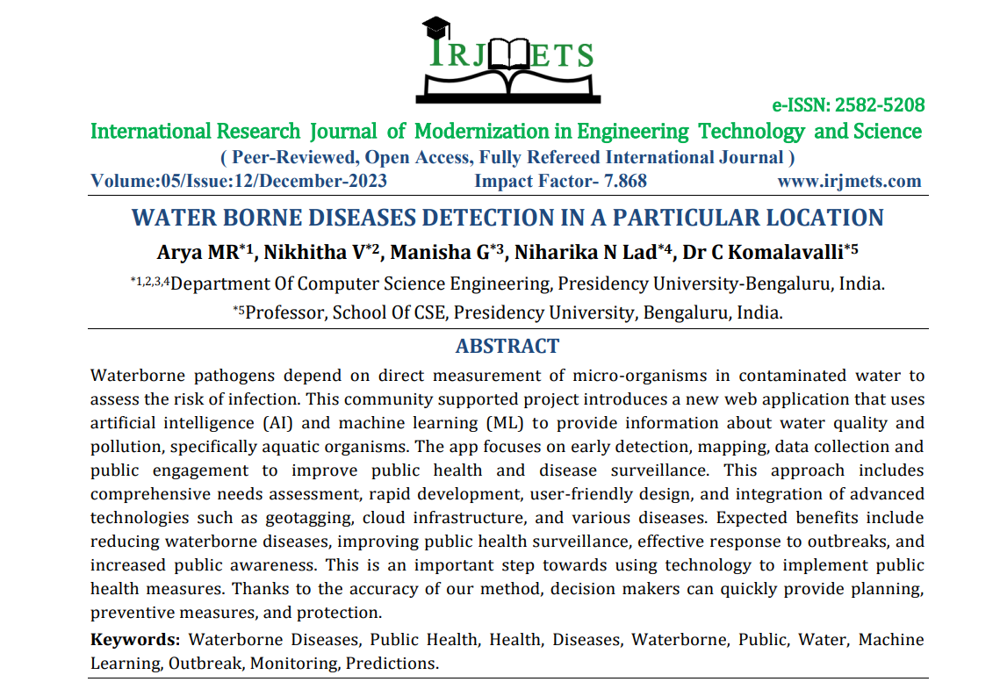 IRJMETS
e-ISSN: 2582-5208
International Research Journal of Modernization in Engineering Technology and Science
( Peer-Reviewed, Open Access, Fully Refereed International Journal )
Volume:05/Issue:12/December-2023 Impact Factor- 7.868 www.irjmets.com
WATER BORNE DISEASES DETECTION IN A PARTICULAR LOCATION
Arya MR*1, Nikhitha V*2, Manisha G*3, Niharika N Lad*4, Dr C Komalavalli*5
*1,2,3,4Department Of Computer Science Engineering, Presidency University-Bengaluru, India.
*5Professor, School Of CSE, Presidency University, Bengaluru, India.
ABSTRACT
Waterborne pathogens depend on direct measurement of micro-organisms in contaminated water to
assess the risk of infection. This community supported project introduces a new web application that uses
artificial intelligence (AI) and machine learning (ML) to provide information about water quality and
pollution, specifically aquatic organisms. The app focuses on early detection, mapping, data collection and
public engagement to improve public health and disease surveillance. This approach includes
comprehensive needs assessment, rapid development, user-friendly design, and integration of advanced
technologies such as geotagging, cloud infrastructure, and various diseases. Expected benefits include
reducing waterborne diseases, improving public health surveillance, effective response to outbreaks, and
increased public awareness. This is an important step towards using technology to implement public
health measures. Thanks to the accuracy of our method, decision makers can quickly provide planning,
preventive measures, and protection.
Keywords: Waterborne Diseases, Public Health, Health, Diseases, Waterborne, Public, Water, Machine
Learning, Outbreak, Monitoring, Predictions.